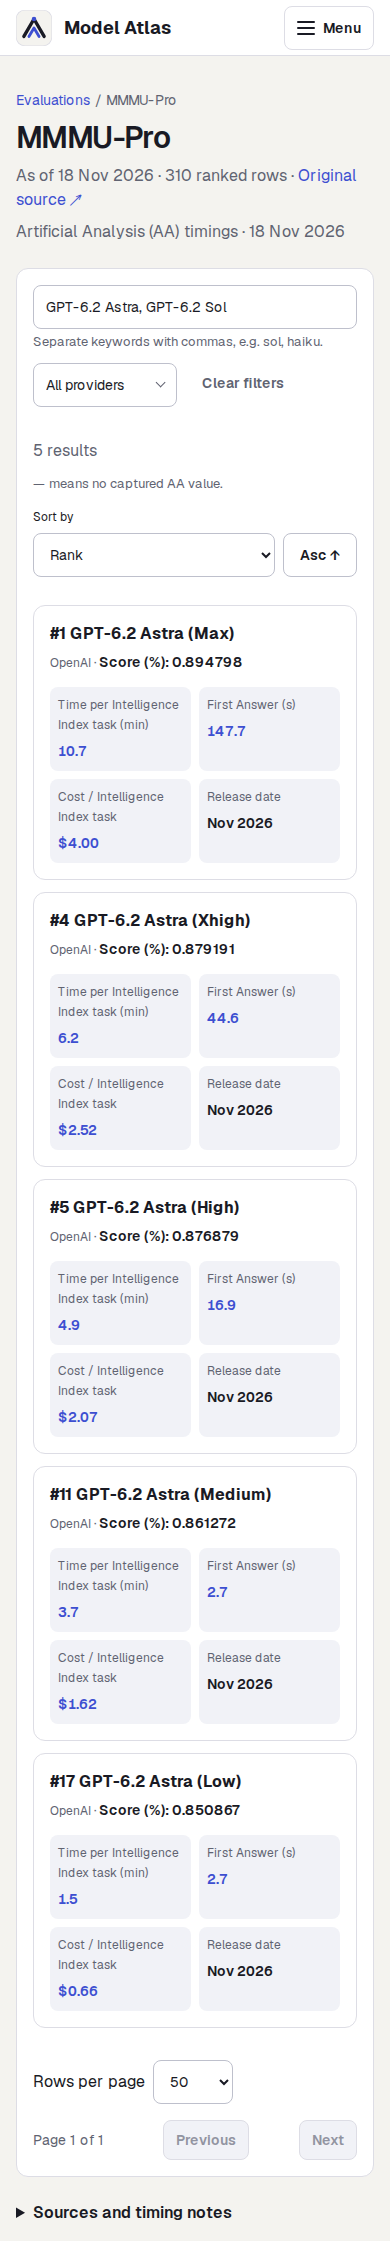 Model Atlas
Menu
Evaluations / MMMU-Pro
MMMU-Pro
As of 18 Nov 2026 · 310 ranked rows · Original
source ↗
Artificial Analysis (AA) timings · 18 Nov 2026
GPT-6.2 Astra, GPT-6.2 Sol
Separate keywords with commas, e.g. sol, haiku.
All providers
Clear filters
5 results
— means no captured AA value.
Sort by
Rank
Asc ↑
#1 GPT-6.2 Astra (Max)
OpenAI · Score (%): 0.894798
Time per Intelligence
Index task (min)
10.7
First Answer (s)
147.7
Cost / Intelligence
Index task
$4.00
Release date
Nov 2026
#4 GPT-6.2 Astra (Xhigh)
OpenAI · Score (%): 0.879191
Time per Intelligence
Index task (min)
6.2
First Answer (s)
44.6
Cost / Intelligence
Index task
$2.52
Release date
Nov 2026
#5 GPT-6.2 Astra (High)
OpenAI · Score (%): 0.876879
Time per Intelligence
Index task (min)
4.9
First Answer (s)
16.9
Cost / Intelligence
Index task
$2.07
Release date
Nov 2026
#11 GPT-6.2 Astra (Medium)
OpenAI · Score (%): 0.861272
Time per Intelligence
Index task (min)
3.7
First Answer (s)
2.7
Cost / Intelligence
Index task
$1.62
Release date
Nov 2026
#17 GPT-6.2 Astra (Low)
OpenAI · Score (%): 0.850867
Time per Intelligence
Index task (min)
1.5
First Answer (s)
2.7
Cost / Intelligence
Index task
$0.66
Release date
Nov 2026
Rows per page
50
Page 1 of 1
Previous
Next
Sources and timing notes